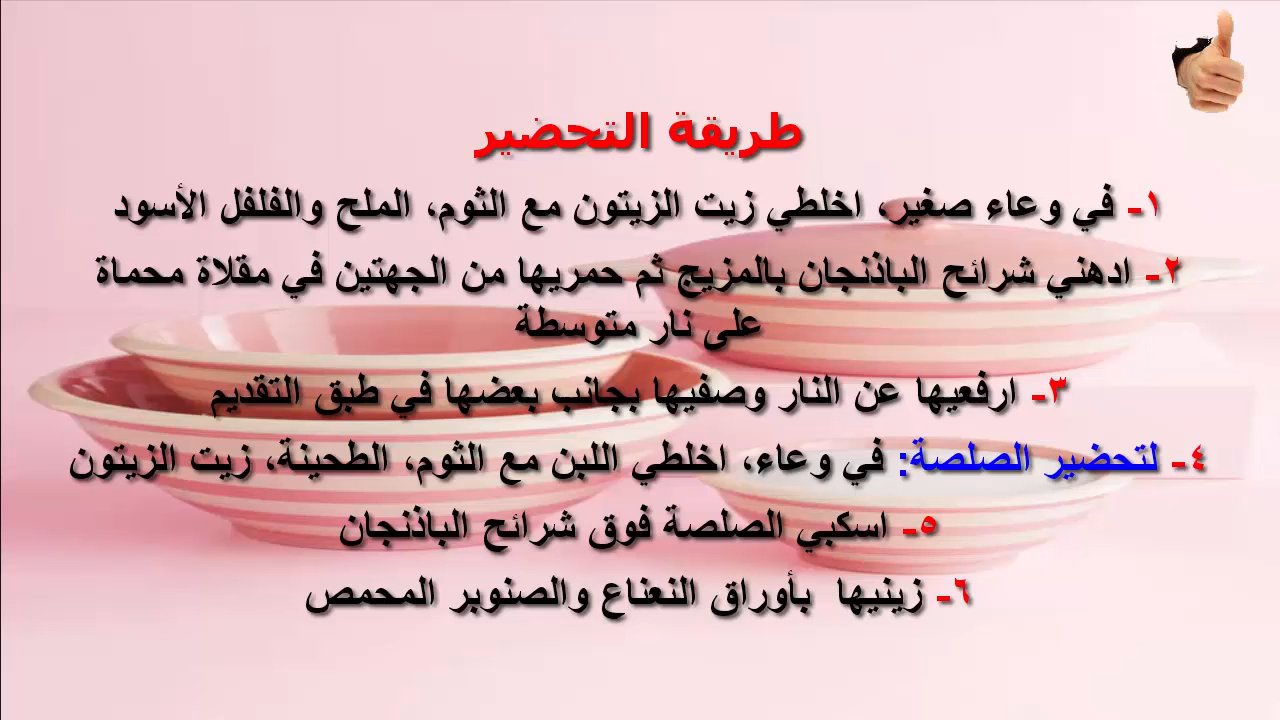 طريقة التحضير
١- في وعاء صغير، اخلطي زيت الزيتون مع الثوم، الملح والفلفل الأسود
٢- ادهني شرائح الباذنجان بالمزيج ثم حمريها من الجهتين في مقلاة محماة
على نار متوسطة
٣- ارفعيها عن النار وصفيها بجانب بعضها في طبق التقديم
٤- لتحضير الصلصة: في وعاء، اخلطي اللبن مع الثوم، الطحينة، زيت الزيتون
٥- اسكبي الصلصة فوق شرائح الباذنجان
٦- زينيها بأوراق النعناع والصنوبر المحمص